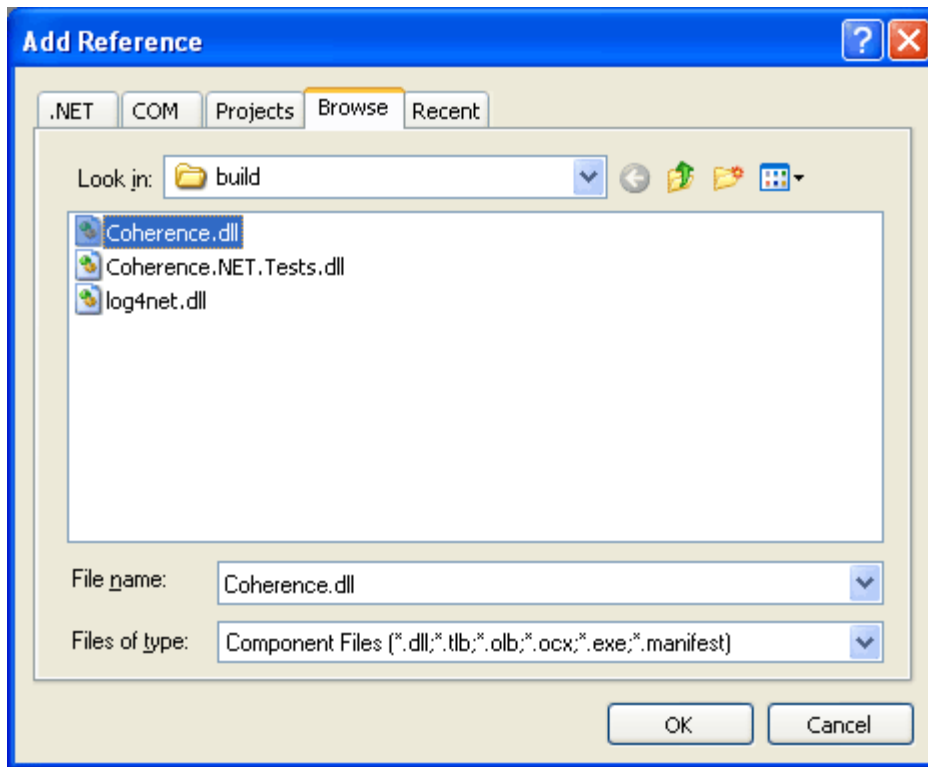 Add Reference
.NET COM Projects Browse Recent
Look in: build
Coherence.dll
Coherence.NET.Tests.dll
log4net.dll
File name: Coherence.dll
Files of type: Component Files (*.dll;*.tlb;*.olb;*.ocx;*.exe;*.manifest)
OK Cancel